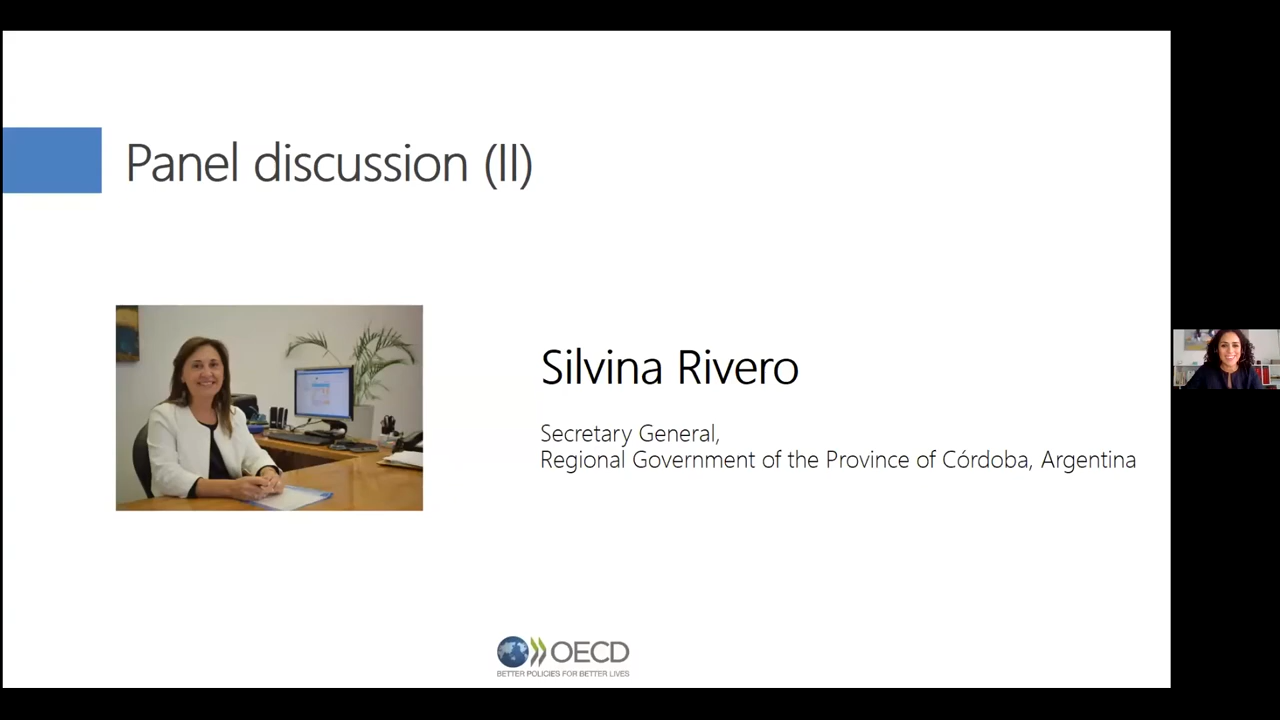 Panel discussion (II)
Silvina Rivero
Secretary General,
Regional Government of the Province of Córdoba, Argentina
OECD
BETTER POLICIES FOR BETTER LIVES